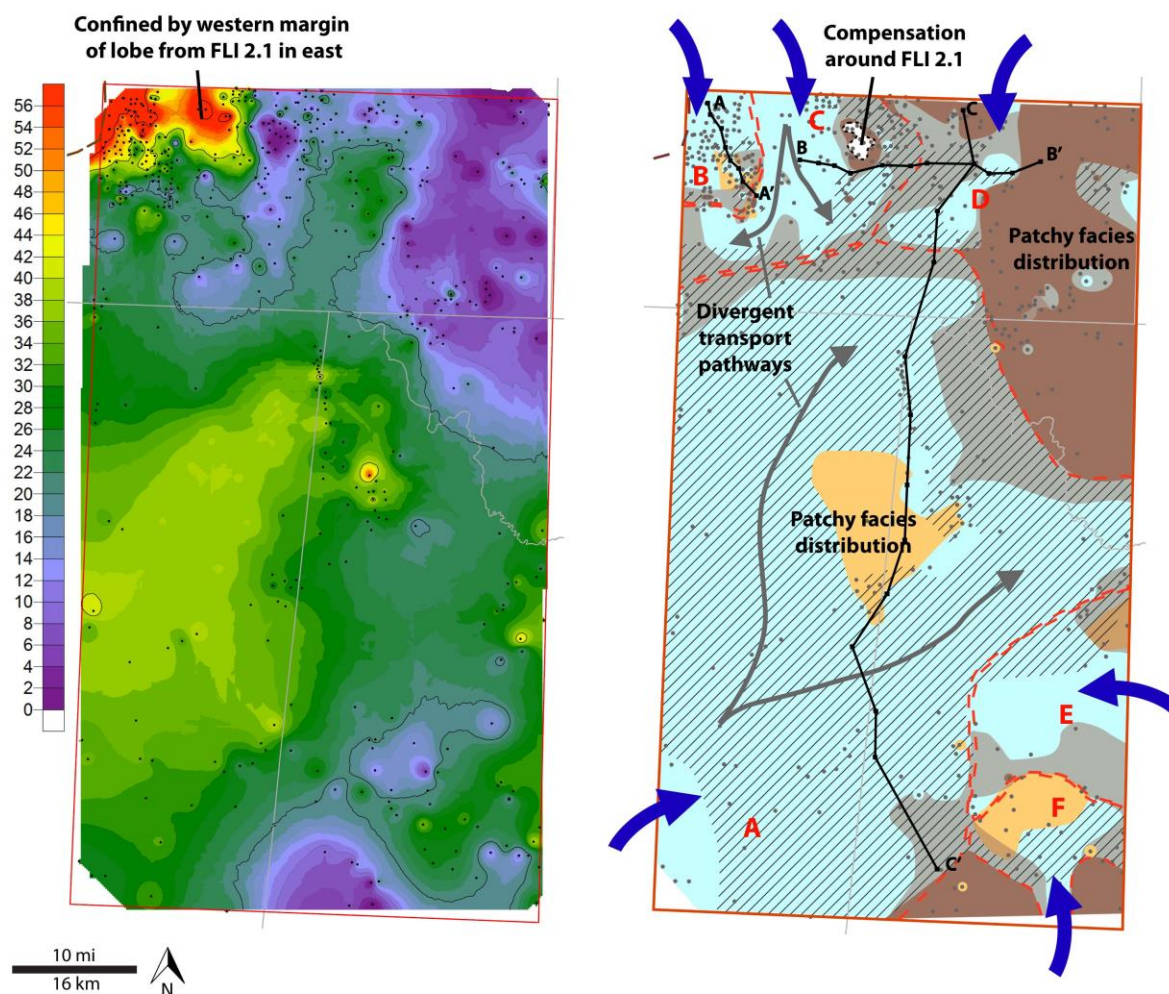 Confined by western margin
of lobe from FLI 2.1 in east
56
54
52
50
48
46
44
42
40
38
36
34
32
30
28
26
24
22
20
18
16
14
12
10
8
6
4
2
0
10 mi
16 km
N
Compensation
around FLI 2.1
A
C
C
B
B
B'
A'
D
Patchy facies
distribution
Divergent
transport
pathways
Patchy facies
distribution
E
F
A
C'